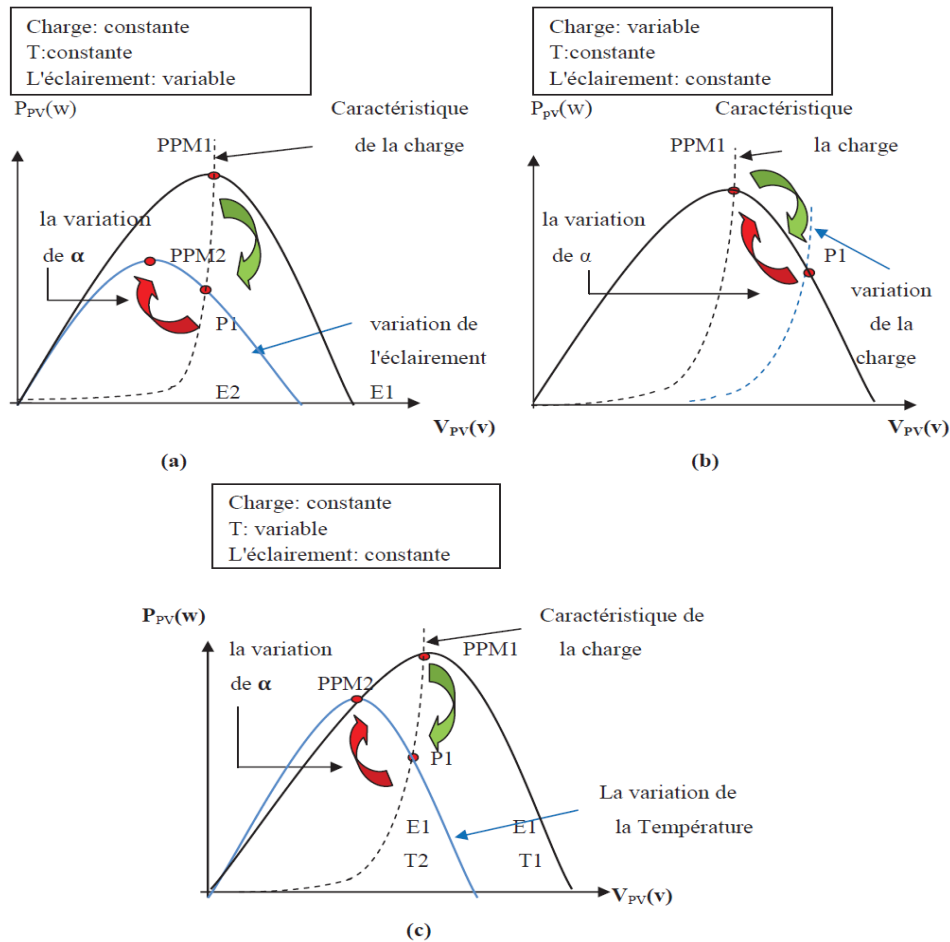 Charge: constante
T:constante
L'éclairement: variable
P_PV(w)
Caractéristique
de la charge
PPM1
la variation
de α
PPM2
P1
variation de
l'éclairement
E2
E1
V_PV(v)
(a)
Charge: variable
T:constante
L'éclairement: constante
P_PV(w)
Caractéristique
la charge
PPM1
la variation
de α
P1
variation
de la
charge
V_PV(v)
(b)
Charge: constante
T: variable
L'éclairement: constante
P_PV(w)
Caractéristique de
la charge
la variation
de α
PPM1
PPM2
P1
La variation de
la Température
E1
T2
E1
T1
V_PV(v)
(c)